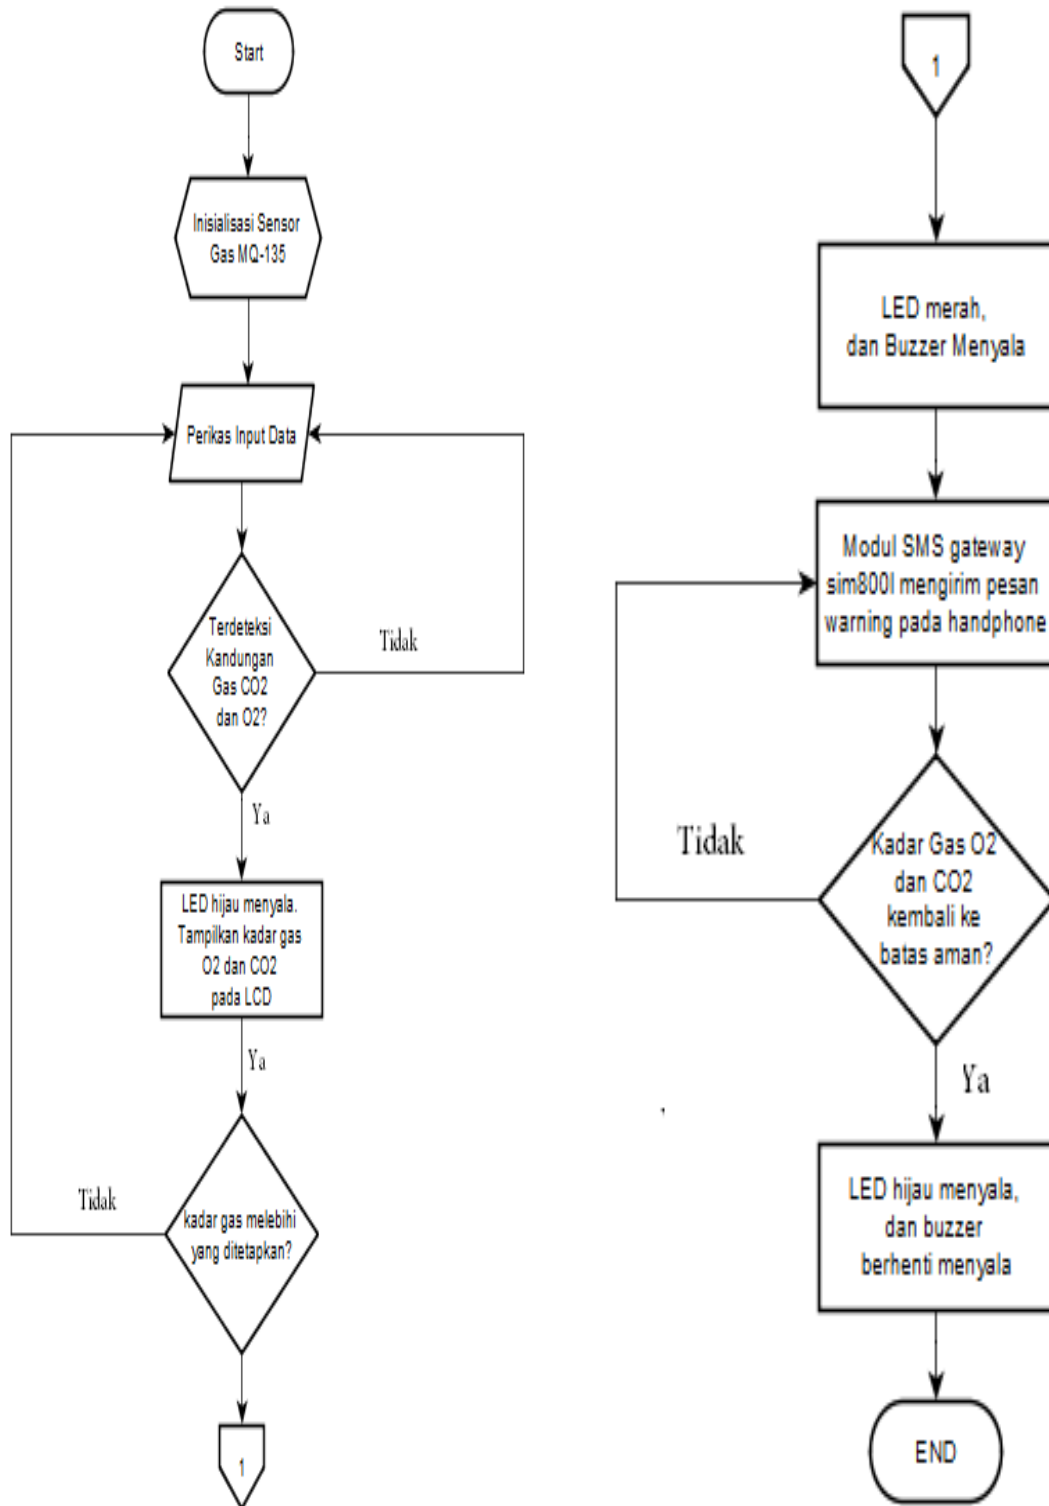 Start
Inisialisasi Sensor
Gas MQ-135
Perikas Input Data
Terdeteksi
Kandungan
Gas CO2
dan O2?
Tidak
Ya
LED hijau menyala.
Tampilkan kadar gas
O2 dan CO2
pada LCD
Ya
kadar gas melebihi
yang ditetapkan?
Tidak
1
1
LED merah,
dan Buzzer Menyala
Modul SMS gateway
sim800l mengirim pesan
warning pada handphone
Kadar Gas O2
dan CO2
kembali ke
batas aman?
Tidak
Ya
LED hijau menyala,
dan buzzer
berhenti menyala
END